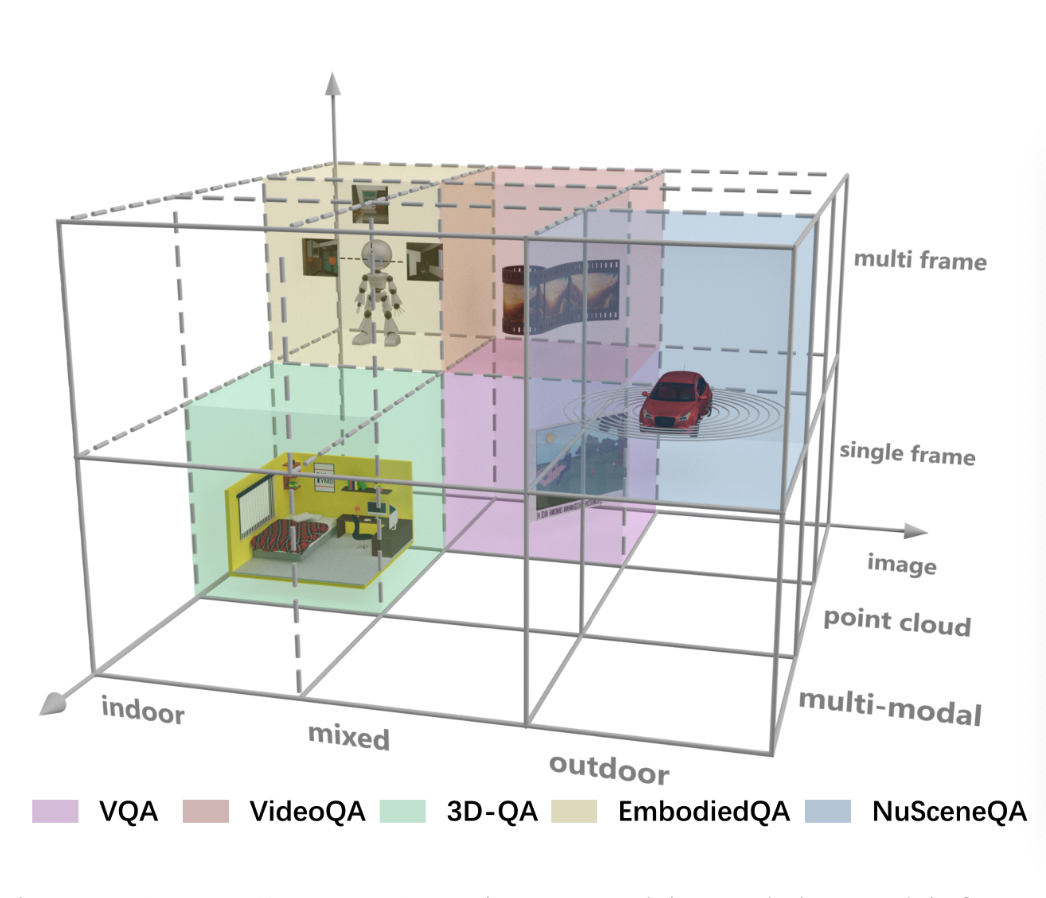 multi frame
single frame
image
point cloud
multi-modal
indoor
mixed
outdoor
VQA VideoQA 3D-QA EmbodiedQA NuSceneQA